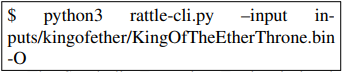 $ python3 rattle-cli.py –input in-
puts/kingofether/KingOfTheEtherThrone.bin
-O